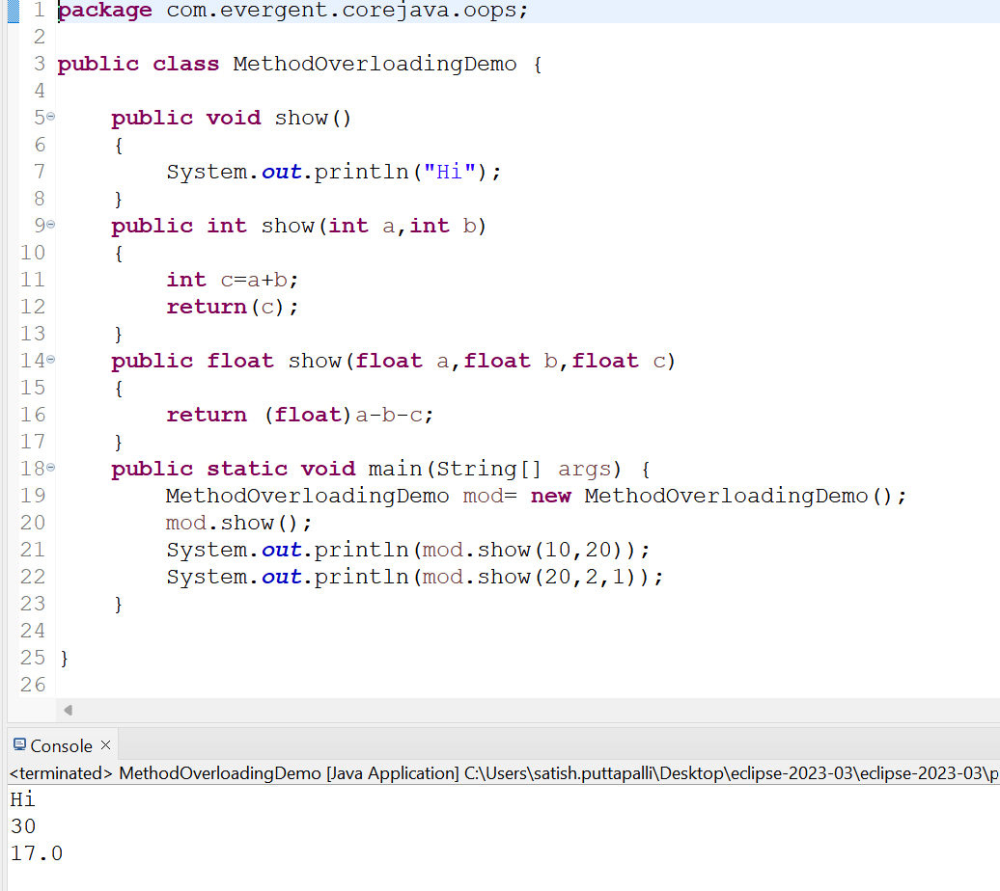 1 package com.evergent.corejava.oops;
2
3 public class MethodOverloadingDemo {
4
5 public void show()
6 {
7 System.out.println("Hi");
8 }
9 public int show(int a,int b)
10 {
11 int c=a+b;
12 return(c);
13 }
14 public float show(float a,float b,float c)
15 {
16 return (float)a-b-c;
17 }
18 public static void main(String[] args) {
19 MethodOverloadingDemo mod= new MethodOverloadingDemo();
20 mod.show();
21 System.out.println(mod.show(10,20));
22 System.out.println(mod.show(20,2,1));
23 }
24
25 }
26
Console
<terminated> MethodOverloadingDemo [Java Application] C:\Users\satish.puttapalli\Desktop\eclipse-2023-03\eclipse-2023-03\p
Hi
30
17.0